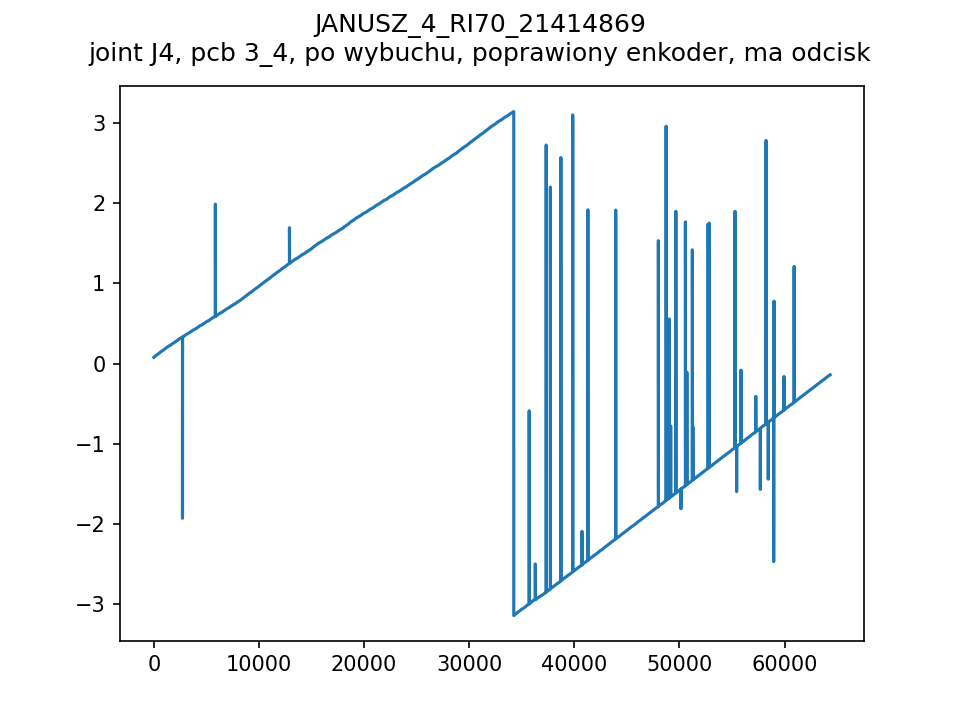 JANUSZ_4_RI70_21414869
joint J4, pcb 3_4, po wybuchu, poprawiony enkoder, ma odcisk
3
2
1
0
−1
−2
−3
0 10000 20000 30000 40000 50000 60000